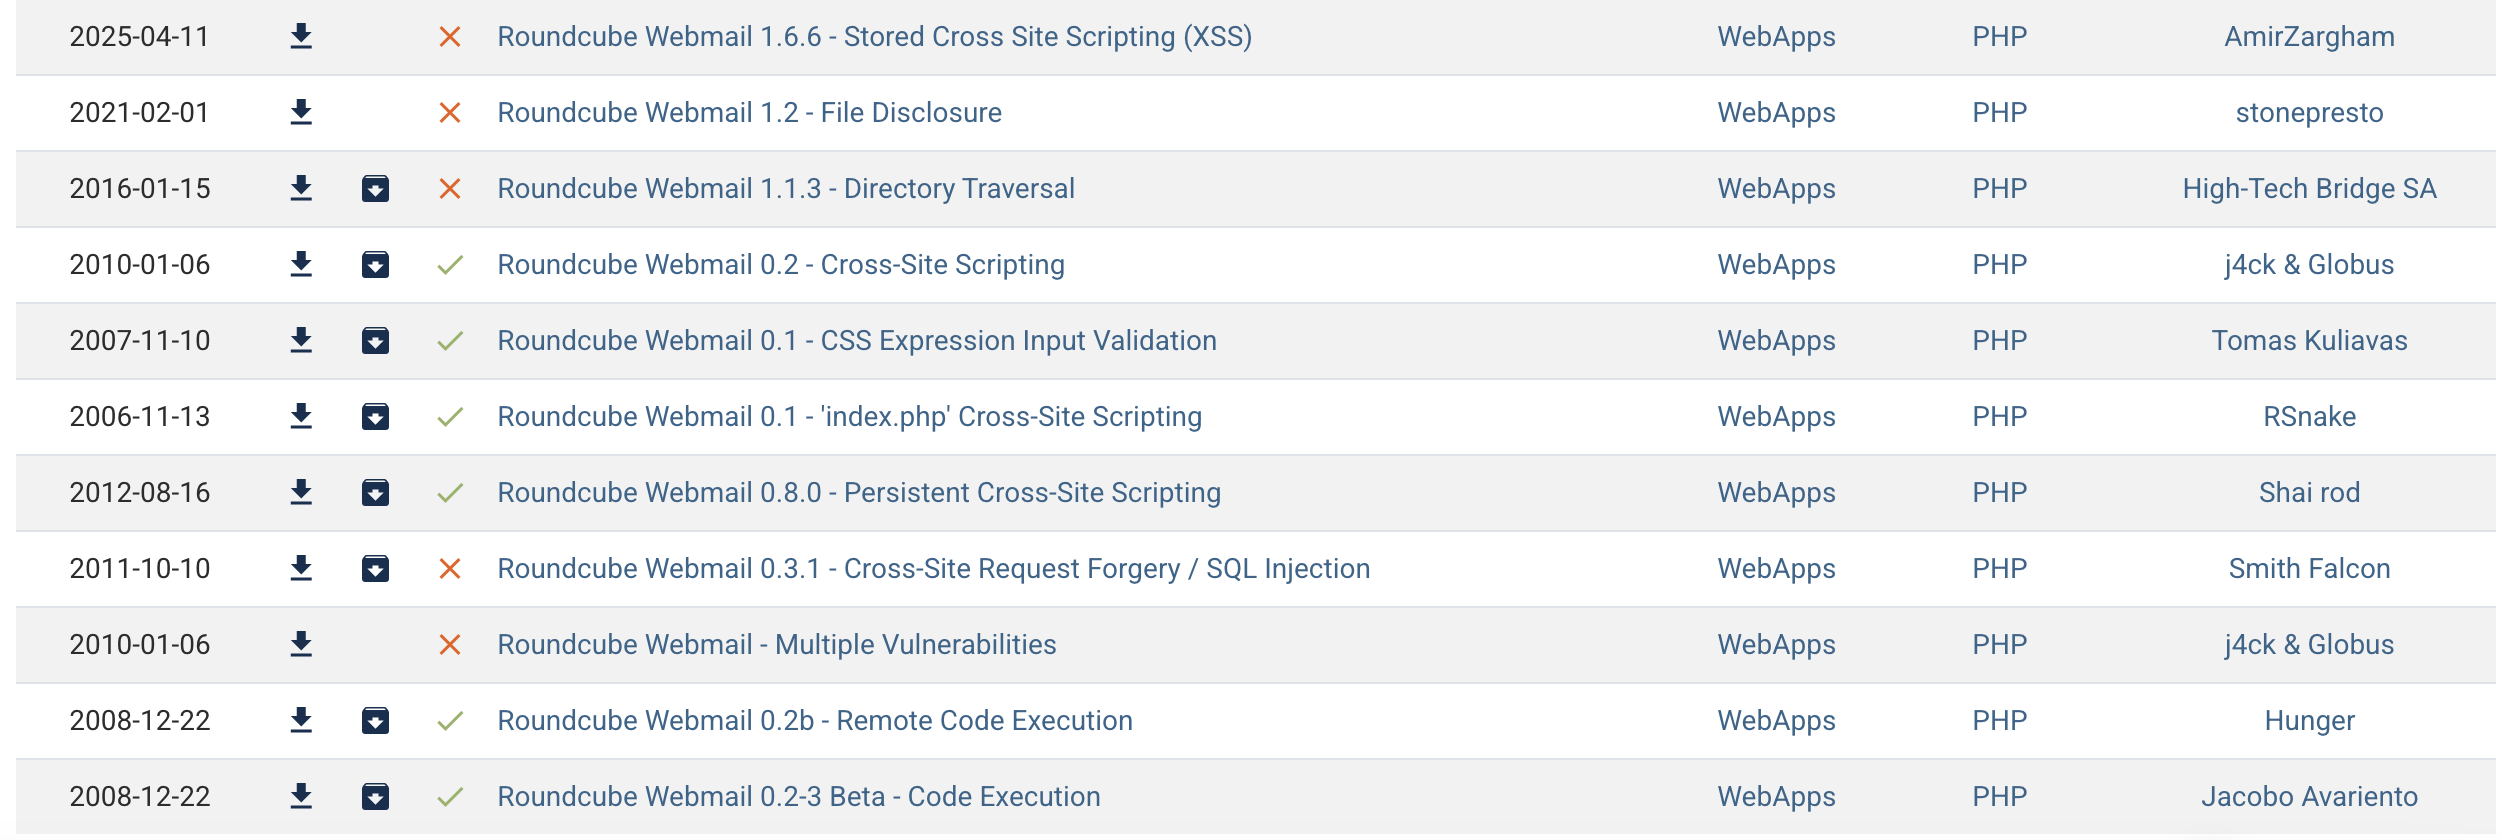 2025-04-11 Roundcube Webmail 1.6.6 - Stored Cross Site Scripting (XSS) WebApps PHP AmirZargham
2021-02-01 Roundcube Webmail 1.2 - File Disclosure WebApps PHP stonepresto
2016-01-15 Roundcube Webmail 1.1.3 - Directory Traversal WebApps PHP High-Tech Bridge SA
2010-01-06 Roundcube Webmail 0.2 - Cross-Site Scripting WebApps PHP j4ck & Globus
2007-11-10 Roundcube Webmail 0.1 - CSS Expression Input Validation WebApps PHP Tomas Kuliavas
2006-11-13 Roundcube Webmail 0.1 - 'index.php' Cross-Site Scripting WebApps PHP RSnake
2012-08-16 Roundcube Webmail 0.8.0 - Persistent Cross-Site Scripting WebApps PHP Shai rod
2011-10-10 Roundcube Webmail 0.3.1 - Cross-Site Request Forgery / SQL Injection WebApps PHP Smith Falcon
2010-01-06 Roundcube Webmail - Multiple Vulnerabilities WebApps PHP j4ck & Globus
2008-12-22 Roundcube Webmail 0.2b - Remote Code Execution WebApps PHP Hunger
2008-12-22 Roundcube Webmail 0.2-3 Beta - Code Execution WebApps PHP Jacobo Avariento